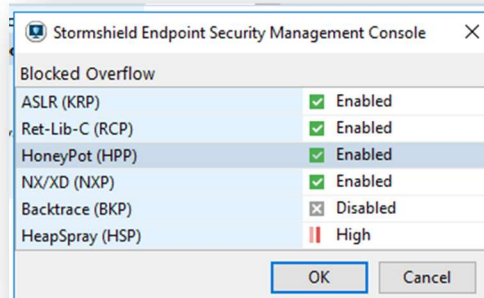 Stormshield Endpoint Security Management Console
Blocked Overflow
ASLR (KRP) Enabled
Ret-Lib-C (RCP) Enabled
HoneyPot (HPP) Enabled
NX/XD (NXP) Enabled
Backtrace (BKP) Disabled
HeapSpray (HSP) High
OK Cancel